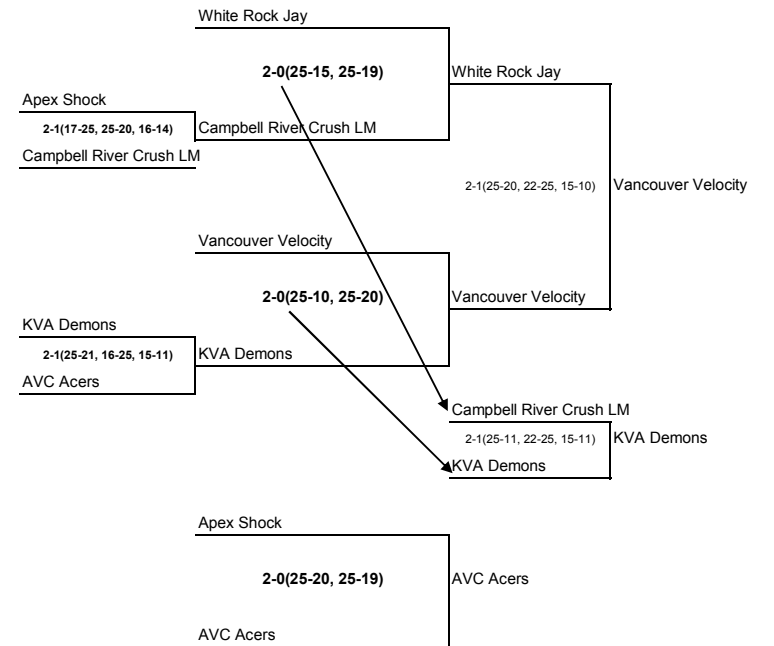 White Rock Jay
2-0(25-15, 25-19)
White Rock Jay
Apex Shock
2-1(17-25, 25-20, 16-14)
Campbell River Crush LM
Campbell River Crush LM
2-1(25-20, 22-25, 15-10)
Vancouver Velocity
Vancouver Velocity
2-0(25-10, 25-20)
Vancouver Velocity
KVA Demons
2-1(25-21, 16-25, 15-11)
KVA Demons
AVC Acers
Campbell River Crush LM
2-1(25-11, 22-25, 15-11)
KVA Demons
KVA Demons
Apex Shock
2-0(25-20, 25-19)
AVC Acers
AVC Acers